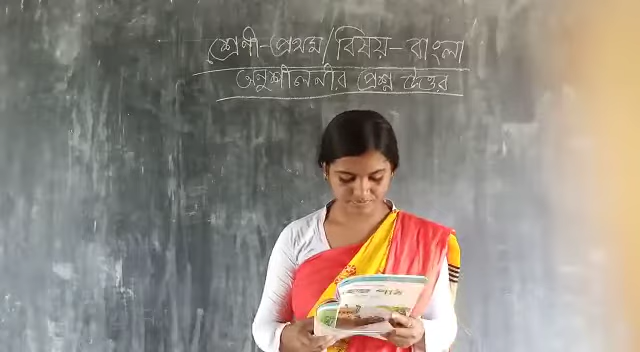 শ্রেণী-প্রথম/বিষয়-বাংলা
অনুশীলনীর প্রশ্ন উত্তর